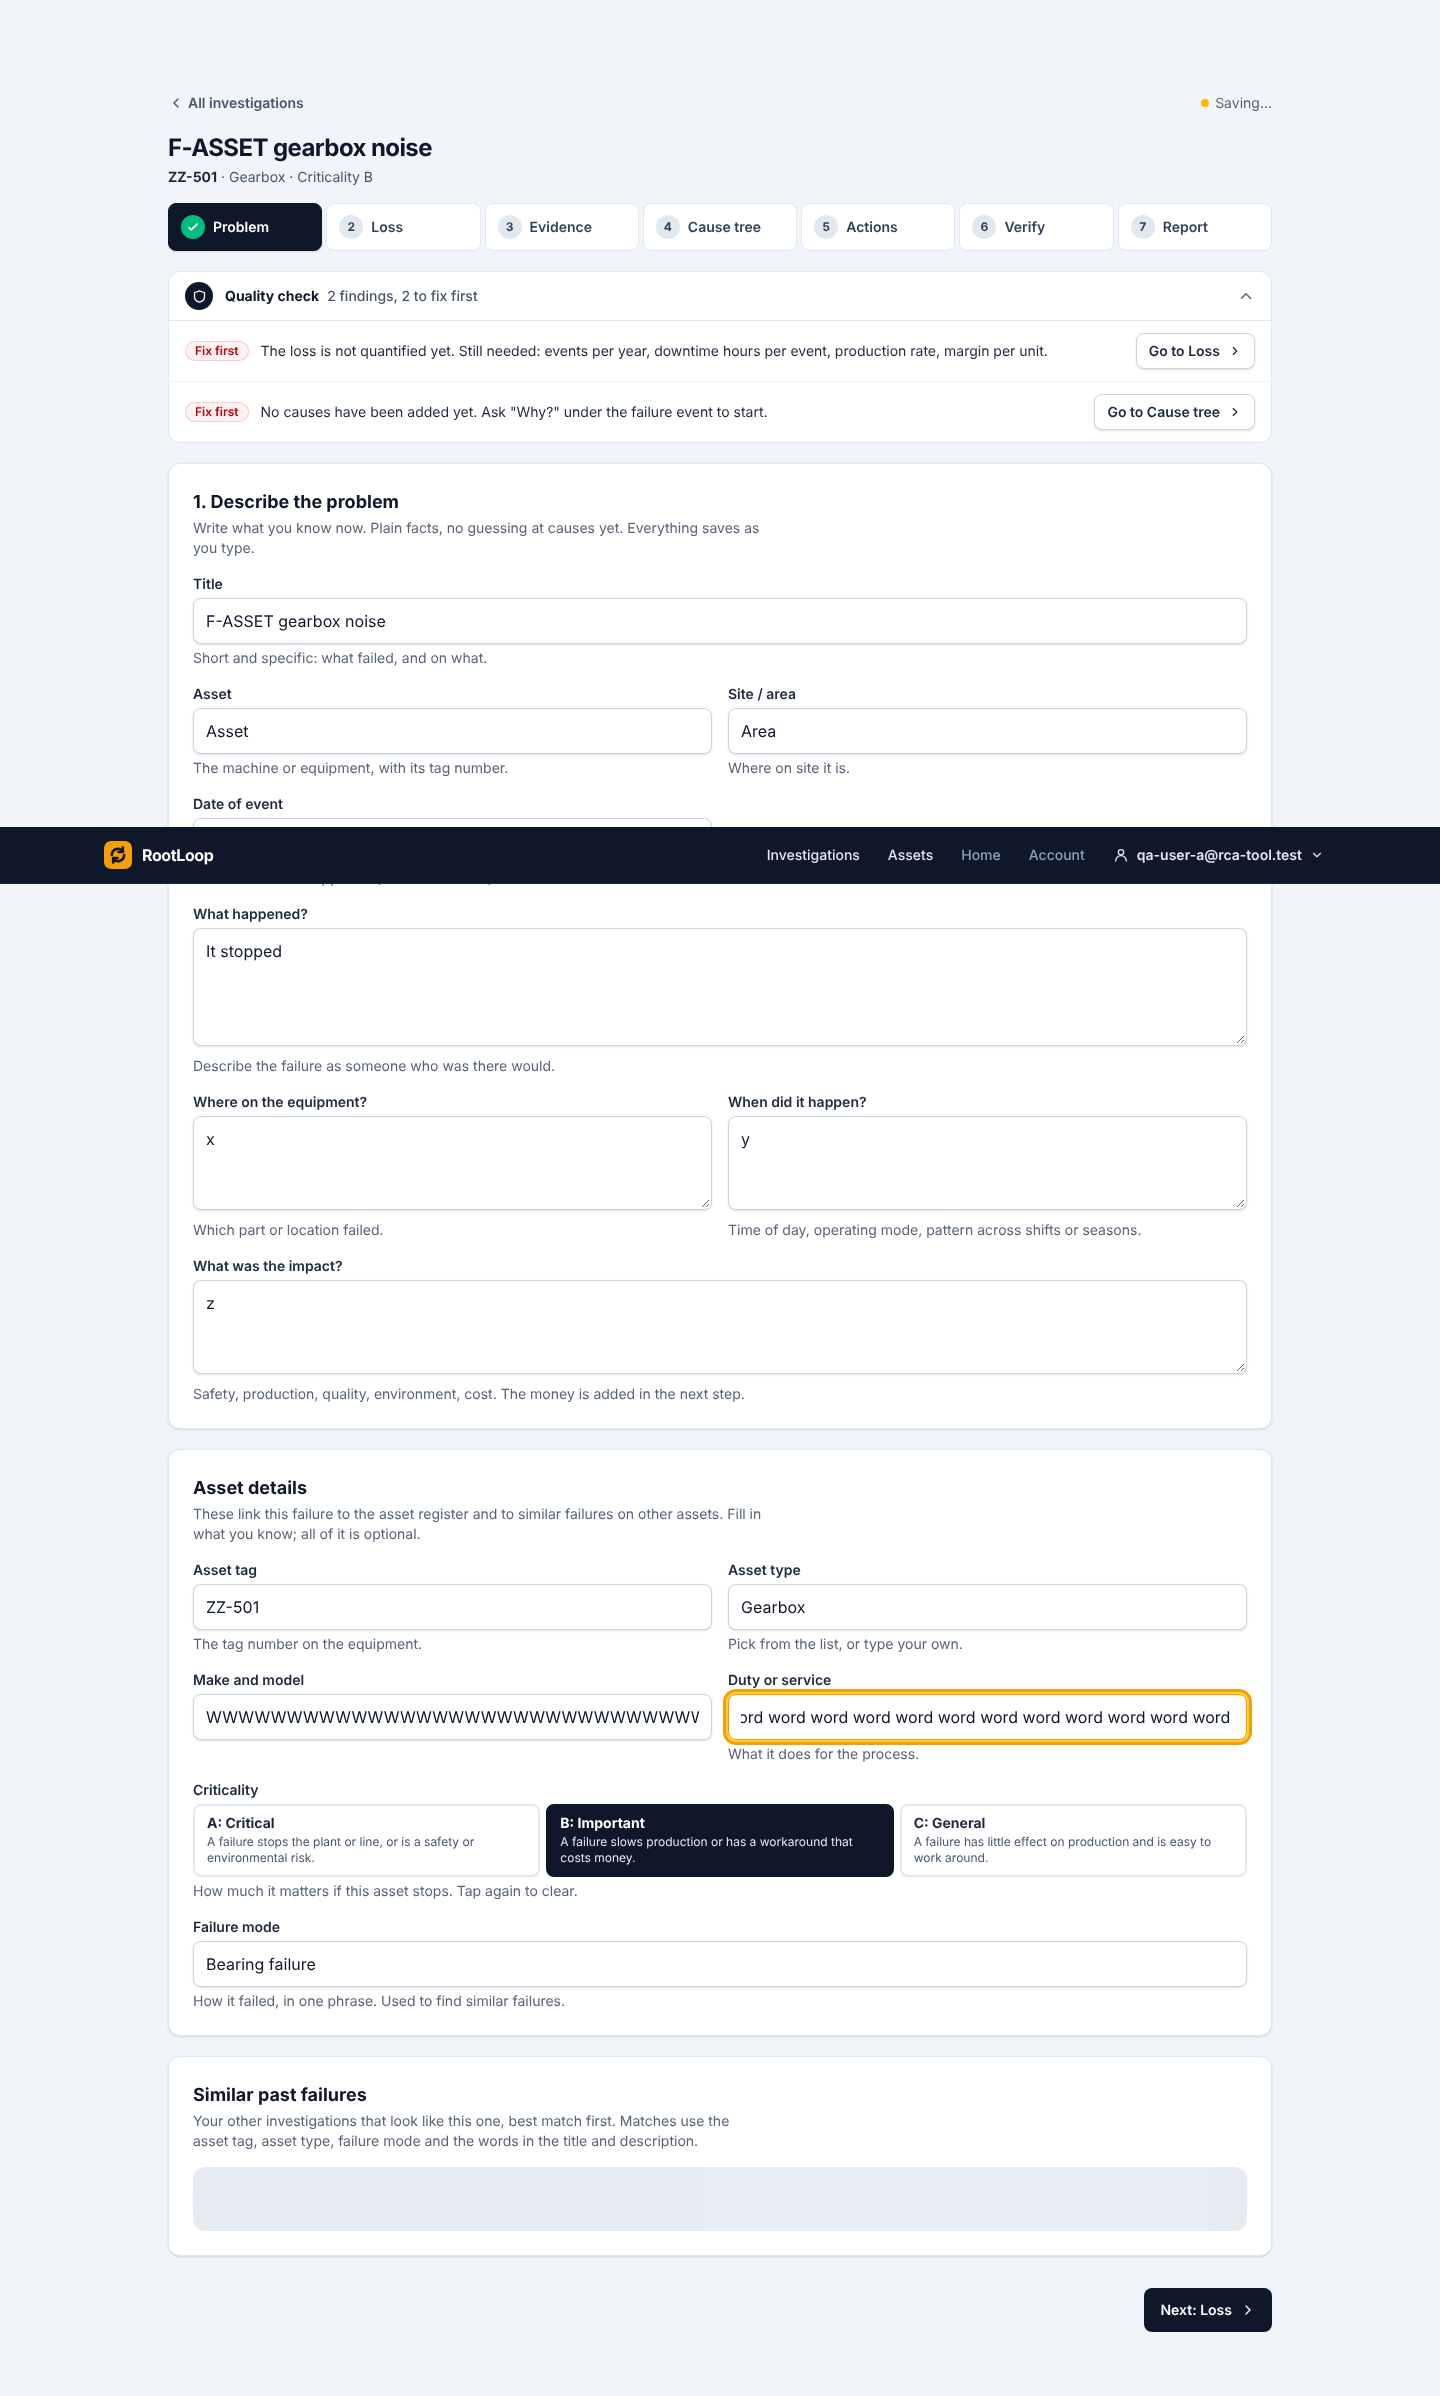 All investigations
Saving...
F-ASSET gearbox noise
ZZ-501 · Gearbox · Criticality B
Problem
2 Loss
3 Evidence
4 Cause tree
5 Actions
6 Verify
7 Report
Quality check 2 findings, 2 to fix first
Fix first The loss is not quantified yet. Still needed: events per year, downtime hours per event, production rate, margin per unit. Go to Loss
Fix first No causes have been added yet. Ask "Why?" under the failure event to start. Go to Cause tree
1. Describe the problem
Write what you know now. Plain facts, no guessing at causes yet. Everything saves as
you type.
Title
F-ASSET gearbox noise
Short and specific: what failed, and on what.
Asset
Asset
The machine or equipment, with its tag number.
Site / area
Area
Where on site it is.
Date of event
RootLoop
Investigations
Assets
Home
Account
qa-user-a@rca-tool.test
What happened?
It stopped
Describe the failure as someone who was there would.
Where on the equipment?
x
Which part or location failed.
When did it happen?
y
Time of day, operating mode, pattern across shifts or seasons.
What was the impact?
z
Safety, production, quality, environment, cost. The money is added in the next step.
Asset details
These link this failure to the asset register and to similar failures on other assets. Fill in
what you know; all of it is optional.
Asset tag
ZZ-501
The tag number on the equipment.
Asset type
Gearbox
Pick from the list, or type your own.
Make and model
Duty or service
word word word word word word word word word word word
What it does for the process.
Criticality
A: Critical
A failure stops the plant or line, or is a safety or
environmental risk.
B: Important
A failure slows production or has a workaround that
costs money.
C: General
A failure has little effect on production and is easy to
work around.
How much it matters if this asset stops. Tap again to clear.
Failure mode
Bearing failure
How it failed, in one phrase. Used to find similar failures.
Similar past failures
Your other investigations that look like this one, best match first. Matches use the
asset tag, asset type, failure mode and the words in the title and description.
Next: Loss